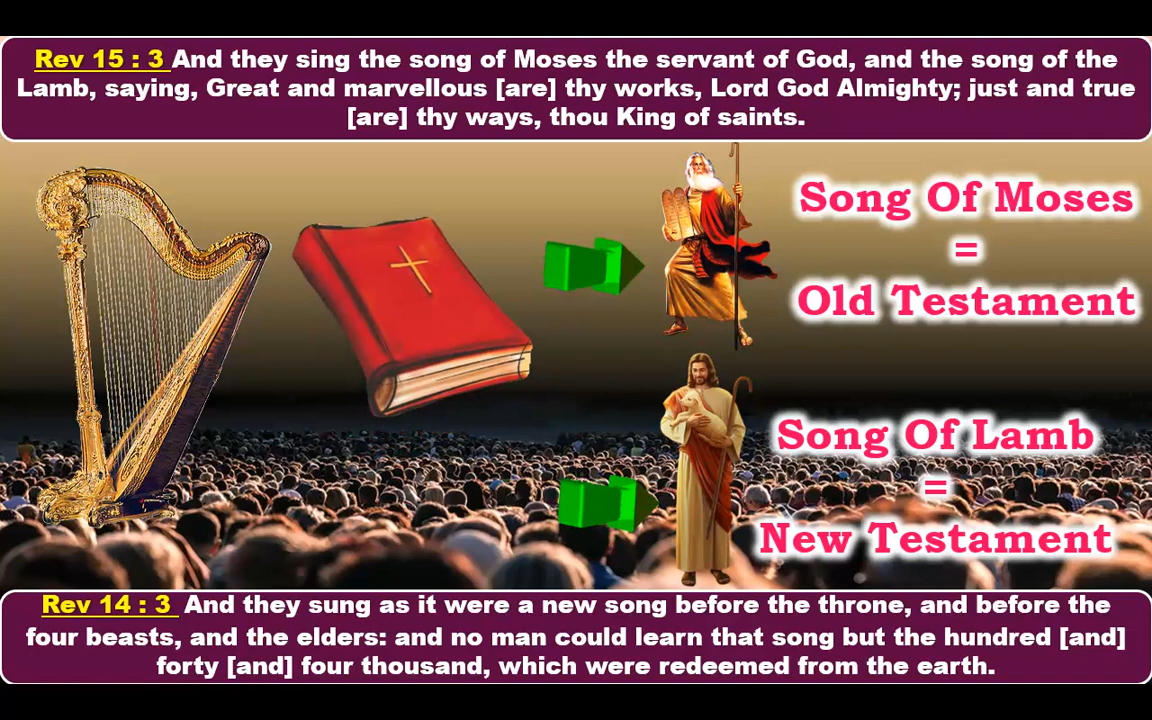 Rev 15 : 3 And they sing the song of Moses the servant of God, and the song of the
Lamb, saying, Great and marvellous [are] thy works, Lord God Almighty; just and true
[are] thy ways, thou King of saints.
Song Of Moses
=
Old Testament
Song Of Lamb
=
New Testament
Rev 14 : 3 And they sung as it were a new song before the throne, and before the
four beasts, and the elders: and no man could learn that song but the hundred [and]
forty [and] four thousand, which were redeemed from the earth.